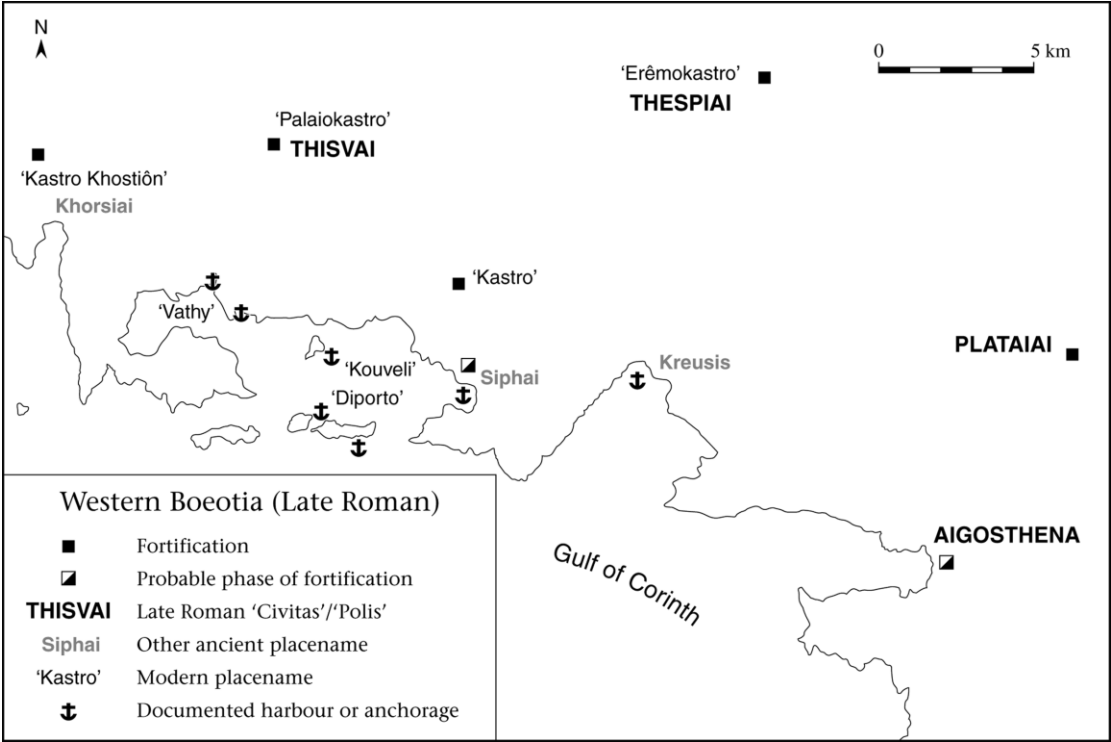 N
0 5 km
‘Erêmokastro’
THESPIAI
‘Palaiokastro’
THISVAI
‘Kastro Khostiôn’
Khorsiai
‘Kastro’
‘Vathy’
PLATAIAI
Kreusis
‘Kouveli’
Siphai
‘Diporto’
AIGOSTHENA
Gulf of Corinth
Western Boeotia (Late Roman)
Fortification
Probable phase of fortification
THISVAI Late Roman ‘Civitas’/‘Polis’
Siphai Other ancient placename
‘Kastro’ Modern placename
Documented harbour or anchorage